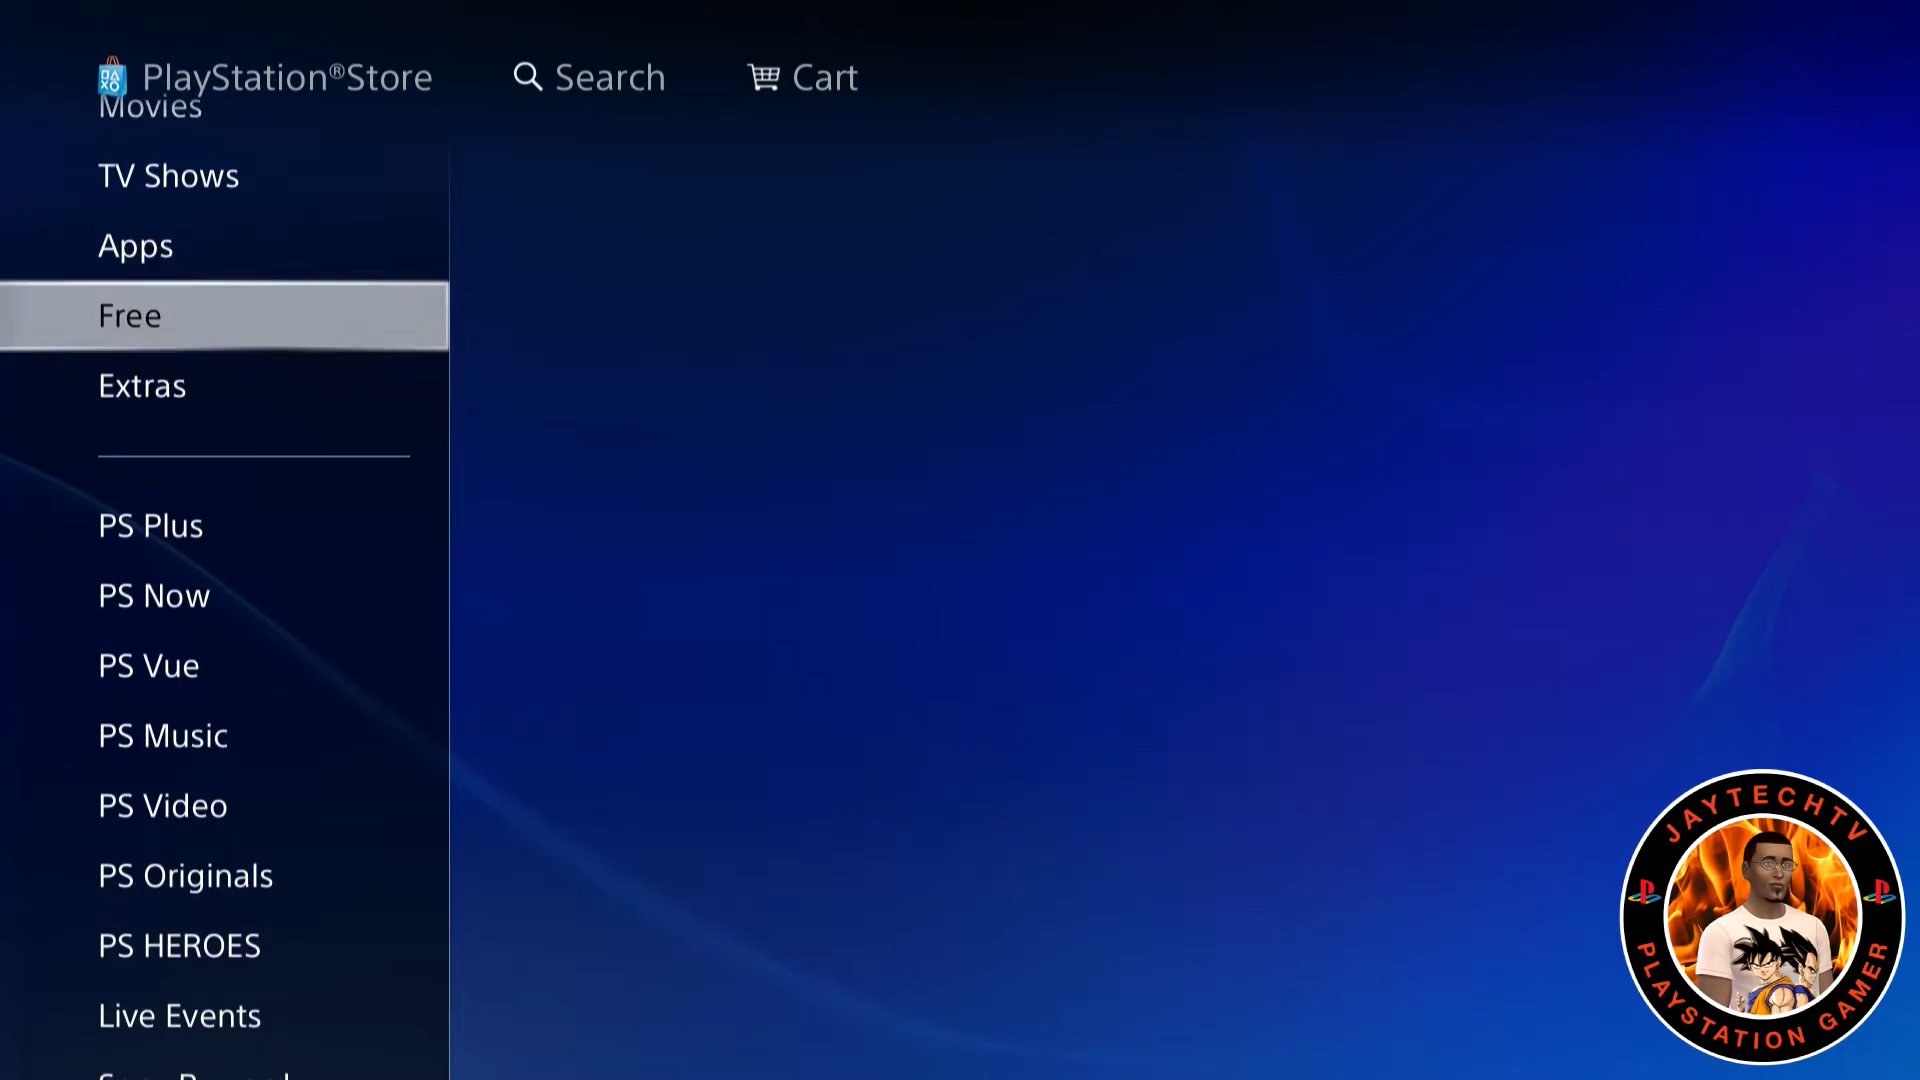 PlayStation®Store
Search
Cart
Movies
TV Shows
Apps
Free
Extras
PS Plus
PS Now
PS Vue
PS Music
PS Video
PS Originals
PS HEROES
Live Events
JAYTECHTV
PLAYSTATION GAMER